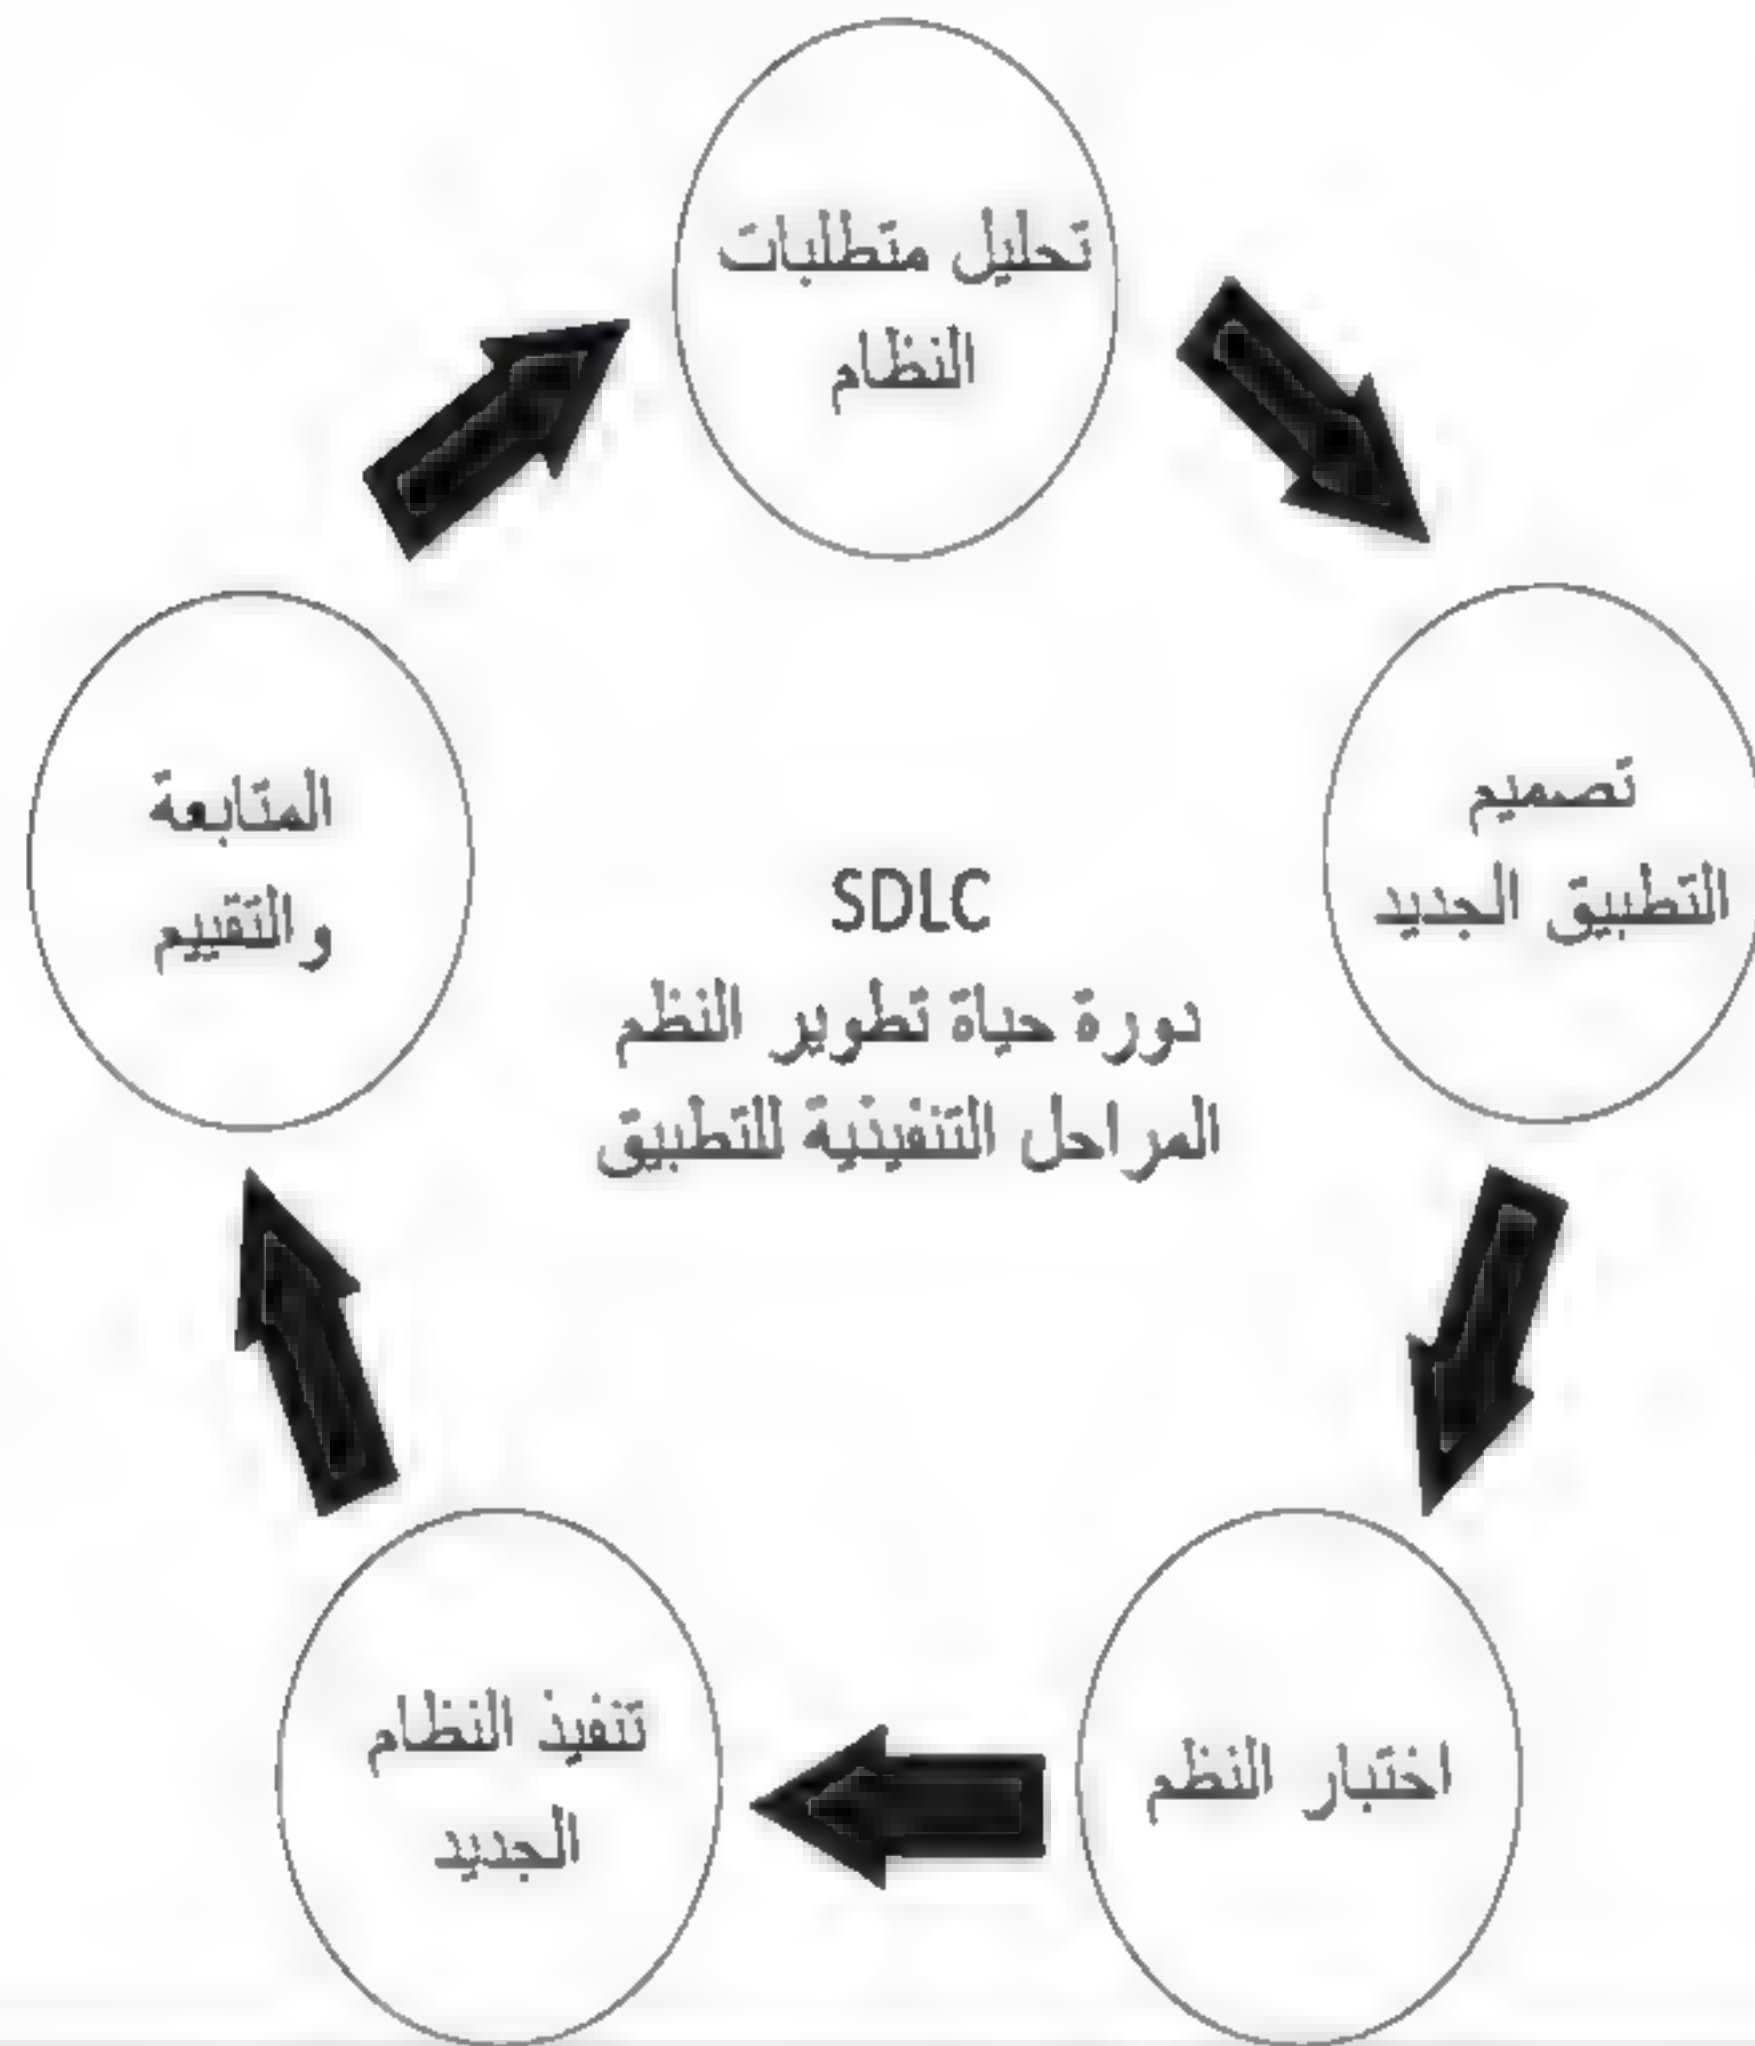 تحليل متطلبات
النظام
تصميم
التطبيق الجديد
اختبار النظم
تنفيذ النظام
الجديد
المتابعة
والتقييم
SDLC
دورة حياة تطوير النظم
المراحل التنفيذية للتطبيق